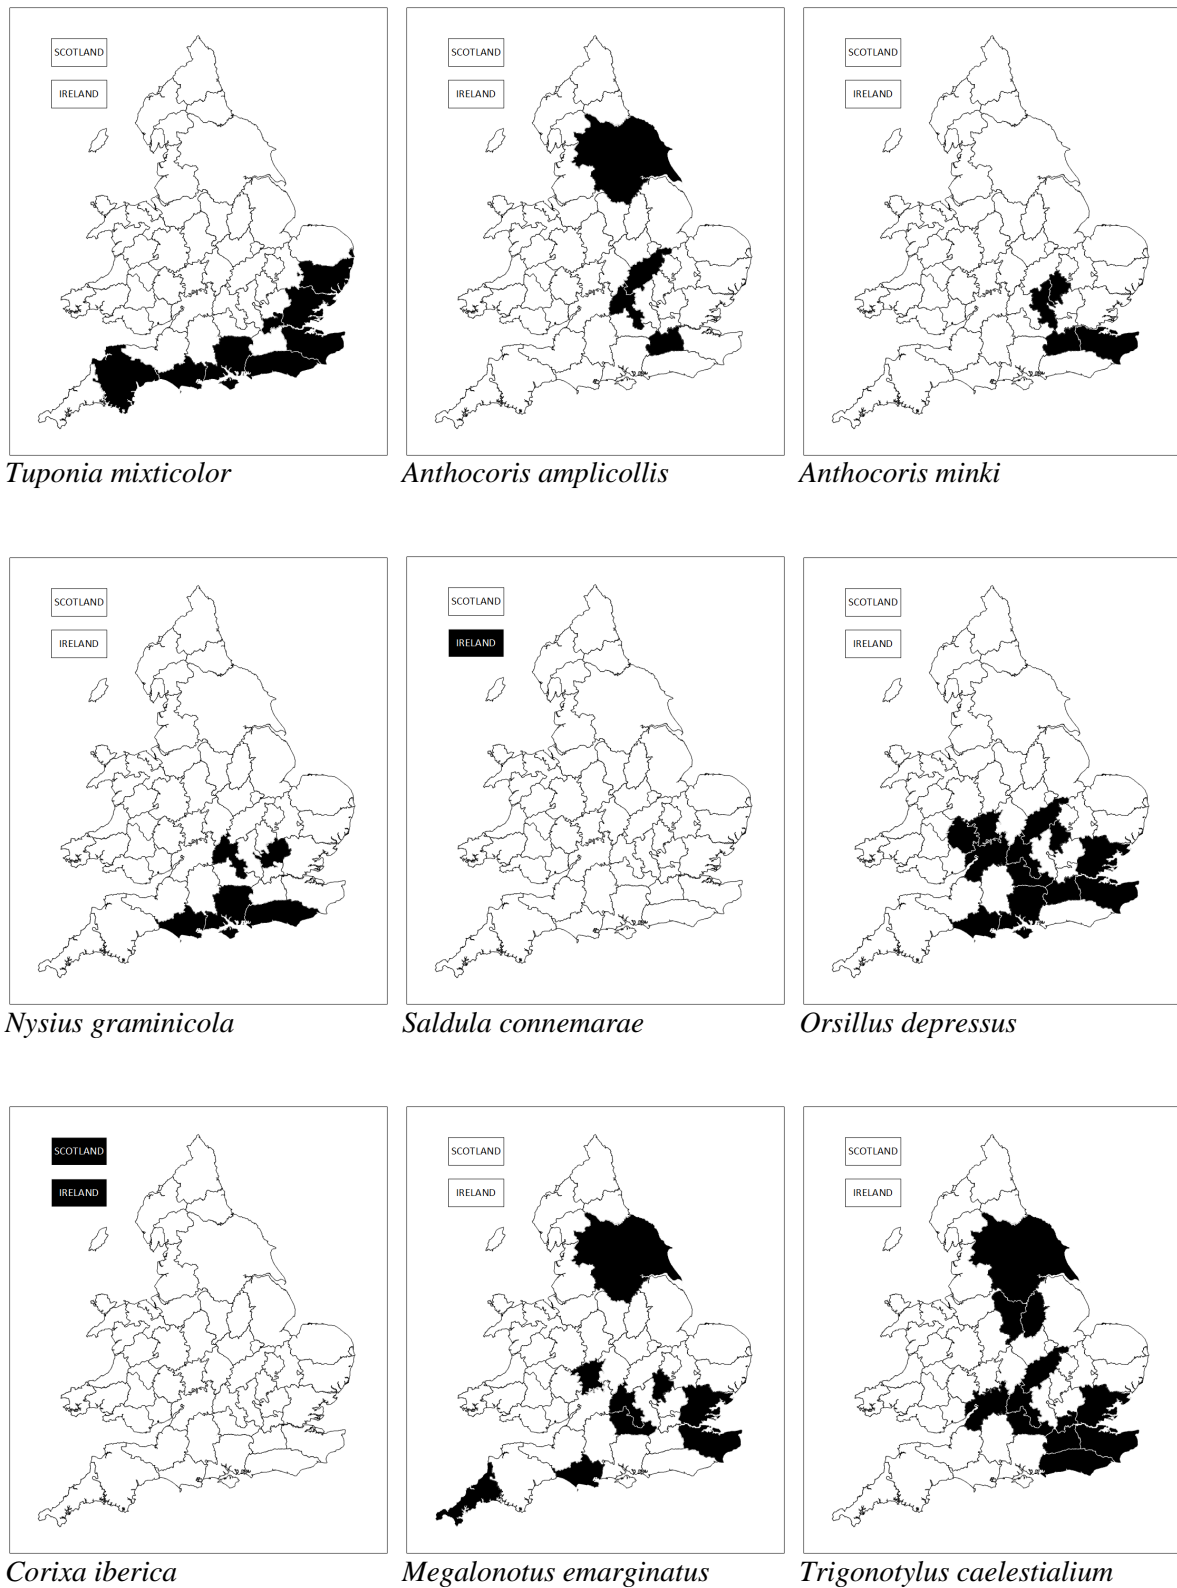 SCOTLAND
IRELAND
SCOTLAND
IRELAND
SCOTLAND
IRELAND
Tuponia mixticolor
Anthocoris amplicollis
Anthocoris minki
SCOTLAND
IRELAND
SCOTLAND
IRELAND
SCOTLAND
IRELAND
Nysius graminicola
Saldula connemarae
Orsillus depressus
SCOTLAND
IRELAND
SCOTLAND
IRELAND
SCOTLAND
IRELAND
Corixa iberica
Megalonotus emarginatus
Trigonotylus caelestialium